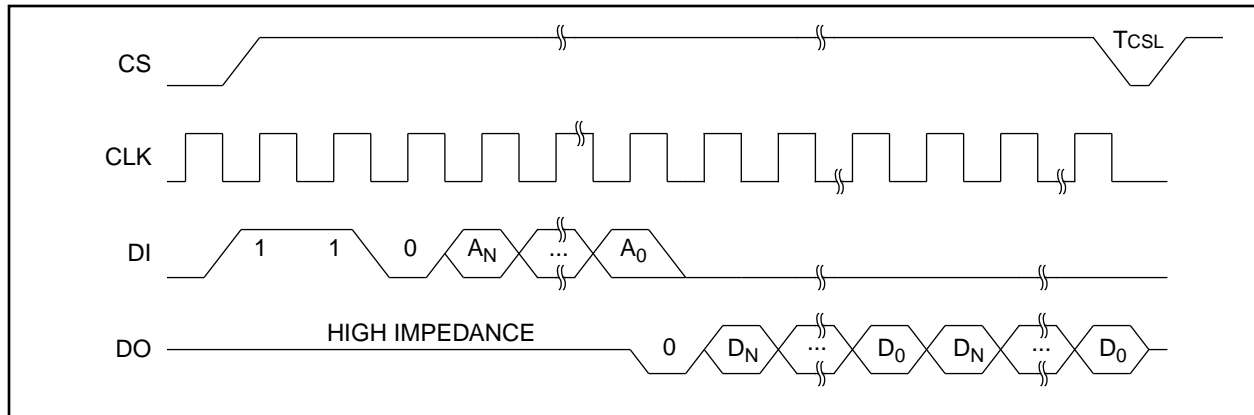 CS TCSL
CLK
DI 1 1 0 AN ... A0
DO HIGH IMPEDANCE 0 DN ... D0 DN ... D0